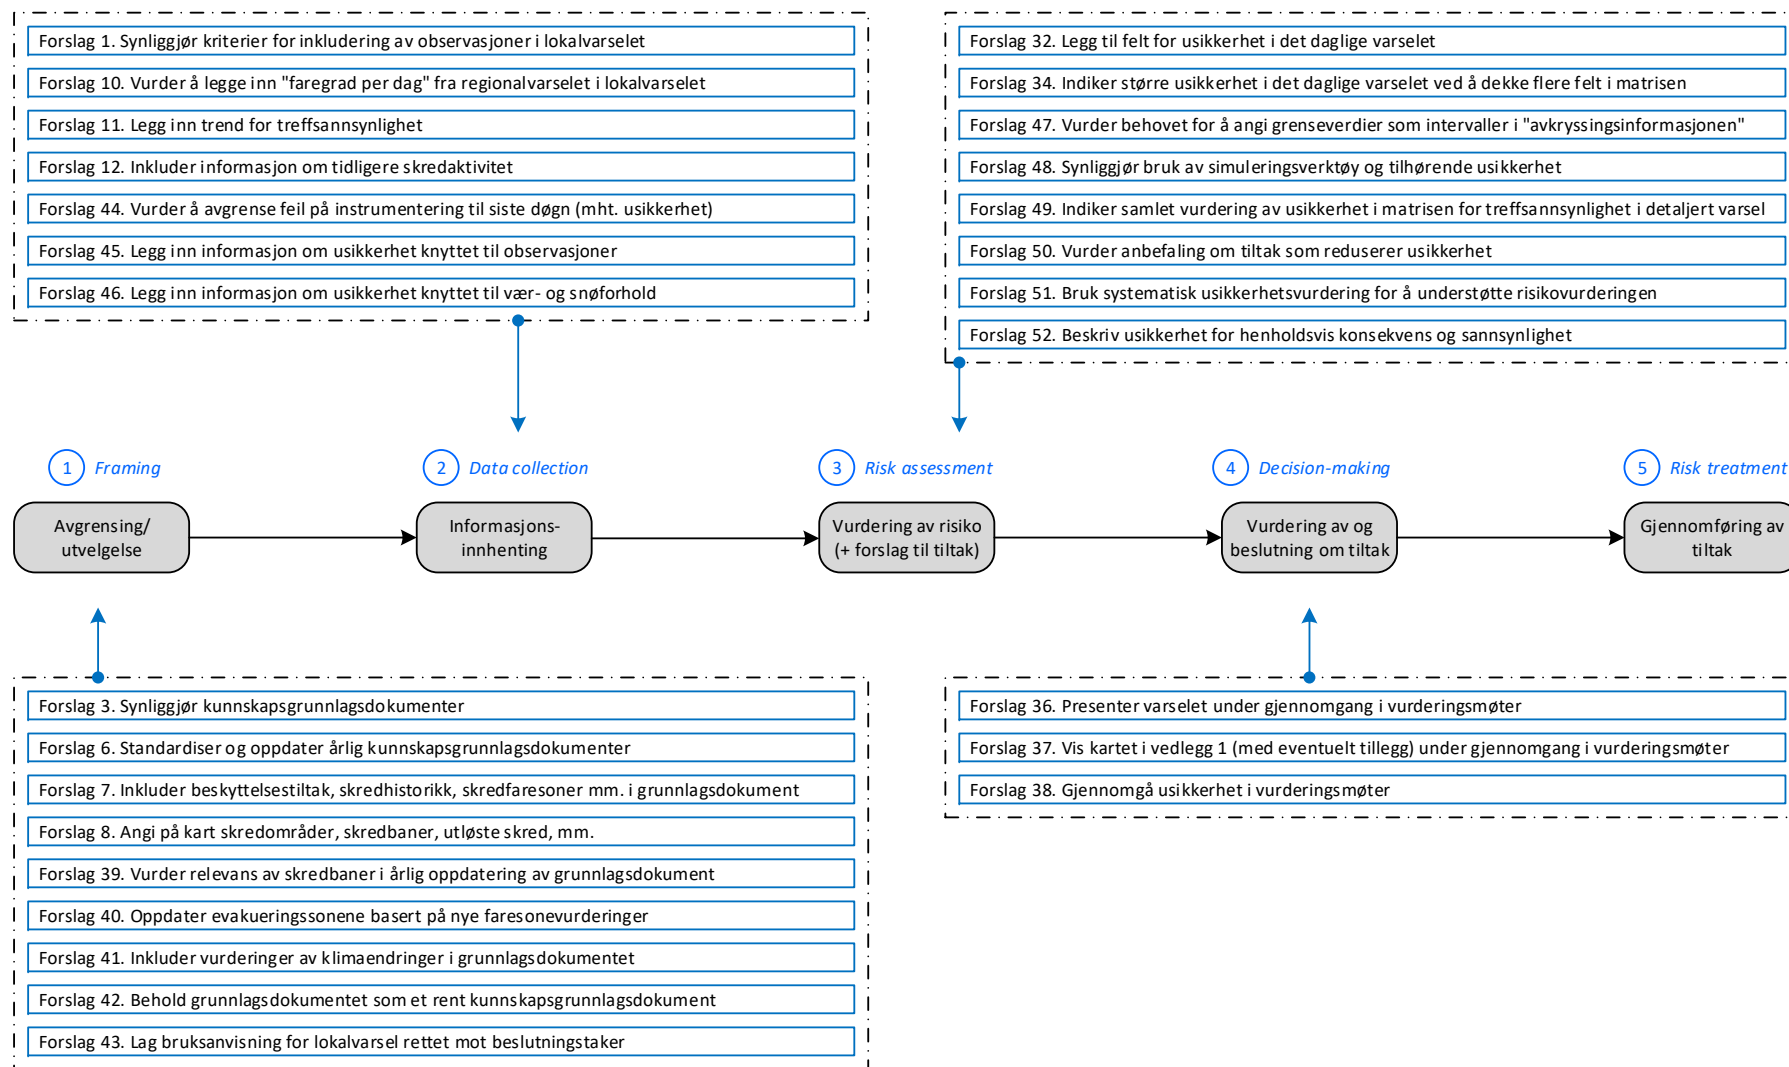 Forslag 1. Synliggjør kriterier for inkludering av observasjoner i lokalvarselet
Forslag 10. Vurder å legge inn "faregrad per dag" fra regionalvarselet i lokalvarselet
Forslag 11. Legg inn trend for treffsannsynlighet
Forslag 12. Inkluder informasjon om tidligere skredaktivitet
Forslag 44. Vurder å avgrense feil på instrumentering til siste døgn (mht. usikkerhet)
Forslag 45. Legg inn informasjon om usikkerhet knyttet til observasjoner
Forslag 46. Legg inn informasjon om usikkerhet knyttet til vær- og snøforhold
Forslag 32. Legg til felt for usikkerhet i det daglige varselet
Forslag 34. Indiker større usikkerhet i det daglige varselet ved å dekke flere felt i matrisen
Forslag 47. Vurder behovet for å angi grenseverdier som intervaller i "avkryssingsinformasjonen"
Forslag 48. Synliggjør bruk av simuleringsverktøy og tilhørende usikkerhet
Forslag 49. Indiker samlet vurdering av usikkerhet i matrisen for treffsannsynlighet i detaljert varsel
Forslag 50. Vurder anbefaling om tiltak som reduserer usikkerhet
Forslag 51. Bruk systematisk usikkerhetsvurdering for å understøtte risikovurderingen
Forslag 52. Beskriv usikkerhet for henholdsvis konsekvens og sannsynlighet
1 Framing
2 Data collection
3 Risk assessment
4 Decision-making
5 Risk treatment
Avgrensing/
utvelgelse
Informasjons-
innhenting
Vurdering av risiko
(+ forslag til tiltak)
Vurdering av og
beslutning om tiltak
Gjennomføring av
tiltak
Forslag 3. Synliggjør kunnskapsgrunnlagsdokumenter
Forslag 6. Standardiser og oppdater årlig kunnskapsgrunnlagsdokumenter
Forslag 7. Inkluder beskyttelsestiltak, skredhistorikk, skredfaresoner mm. i grunnlagsdokument
Forslag 8. Angi på kart skredområder, skredbaner, utløste skred, mm.
Forslag 39. Vurder relevans av skredbaner i årlig oppdatering av grunnlagsdokument
Forslag 40. Oppdater evakueringssonene basert på nye faresonevurderinger
Forslag 41. Inkluder vurderinger av klimaendringer i grunnlagsdokumentet
Forslag 42. Behold grunnlagsdokumentet som et rent kunnskapsgrunnlagsdokument
Forslag 43. Lag bruksanvisning for lokalvarsel rettet mot beslutningstaker
Forslag 36. Presenter varselet under gjennomgang i vurderingsmøter
Forslag 37. Vis kartet i vedlegg 1 (med eventuelt tillegg) under gjennomgang i vurderingsmøter
Forslag 38. Gjennomgå usikkerhet i vurderingsmøter